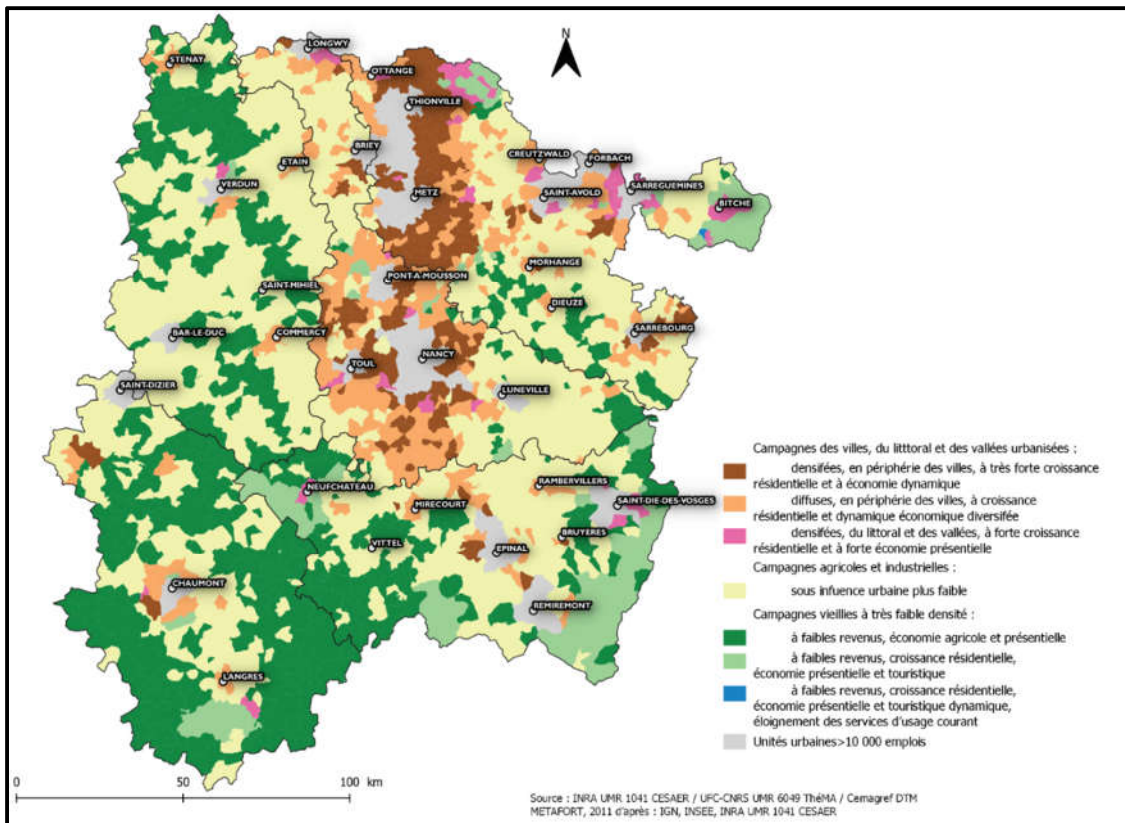 N
LONGWY
STENAY
OTTANGE
THIONVILLE
BRIEY
ETAIN
CREUTZWALD
FORBACH
VERDUN
SARREGUEMINES
METZ
SAINT-AVOLD
BITCHE
MORHANGE
PONT-A-MOUSSON
SAINT-MIHIEL
DIEUZE
BAR-LE-DUC
COMMERCY
SARREBOURG
NANCY
TOUL
SAINT-DIZIER
LUNEVILLE
NEUFCHATEAU
RAMBERVILLERS
MIRECOURT
SAINT-DIE-DES-VOSGES
BRUYERES
VITTEL
EPINAL
CHAUMONT
REMIREMONT
LANGRES
Campagnes des villes, du litttoral et des vallées urbanisées :
densifées, en périphérie des villes, à très forte croissance
résidentielle et à économie dynamique
diffuses, en périphérie des villes, à croissance
résidentielle et dynamique économique diversifée
densifées, du littoral et des vallées, à forte croissance
résidentielle et à forte économie présentielle
Campagnes agricoles et industrielles :
sous infuence urbaine plus faible
Campagnes vieillies à très faible densité :
à faibles revenus, économie agricole et présentielle
à faibles revenus, croissance résidentielle,
économie présentielle et touristique
à faibles revenus, croissance résidentielle,
économie présentielle et touristique dynamique,
éloignement des services d'usage courant
Unités urbaines>10 000 emplois
0 50 100 km
Source : INRA UMR 1041 CESAER / UFC-CNRS UMR 6049 ThéMA / Cemagref DTM
METAFORT, 2011 d'après : IGN, INSEE, INRA UMR 1041 CESAER